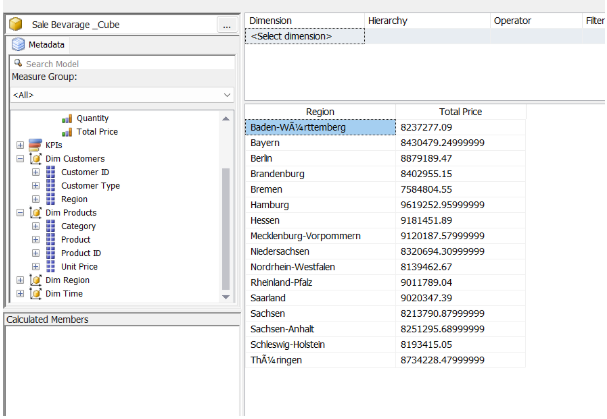 Sale Bevarage _Cube
...
Metadata
Search Model
Measure Group:
<All>
Quantity
Total Price
KPIs
Dim Customers
Customer ID
Customer Type
Region
Dim Products
Category
Product
Product ID
Unit Price
Dim Region
Dim Time
Calculated Members
Dimension Hierarchy Operator Filter
<Select dimension>
Region Total Price
Baden-WÃ¼rttemberg 8237277.09
Bayern 8430479.24999999
Berlin 8879189.47
Brandenburg 8402955.15
Bremen 7584804.55
Hamburg 9619252.95999999
Hessen 9181451.89
Mecklenburg-Vorpommern 9120187.57999999
Niedersachsen 8320694.30999999
Nordrhein-Westfalen 8139462.67
Rheinland-Pfalz 9011789.04
Saarland 9020347.39
Sachsen 8213790.87999999
Sachsen-Anhalt 8251295.68999999
Schleswig-Holstein 8193415.05
ThÃ¼ringen 8734228.47999999